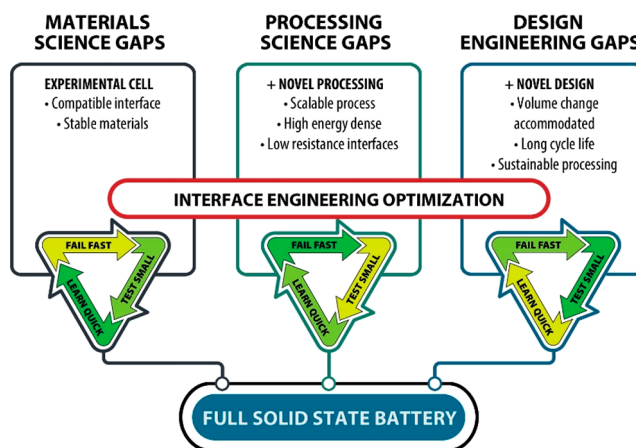 MATERIALS
SCIENCE GAPS
EXPERIMENTAL CELL
• Compatible interface
• Stable materials
PROCESSING
SCIENCE GAPS
+ NOVEL PROCESSING
• Scalable process
• High energy dense
• Low resistance interfaces
DESIGN
ENGINEERING GAPS
+ NOVEL DESIGN
• Volume change
accommodated
• Long cycle life
• Sustainable processing
INTERFACE ENGINEERING OPTIMIZATION
FAIL FAST
TEST SMALL
LEARN QUICK
FAIL FAST
TEST SMALL
LEARN QUICK
FAIL FAST
TEST SMALL
LEARN QUICK
FULL SOLID STATE BATTERY